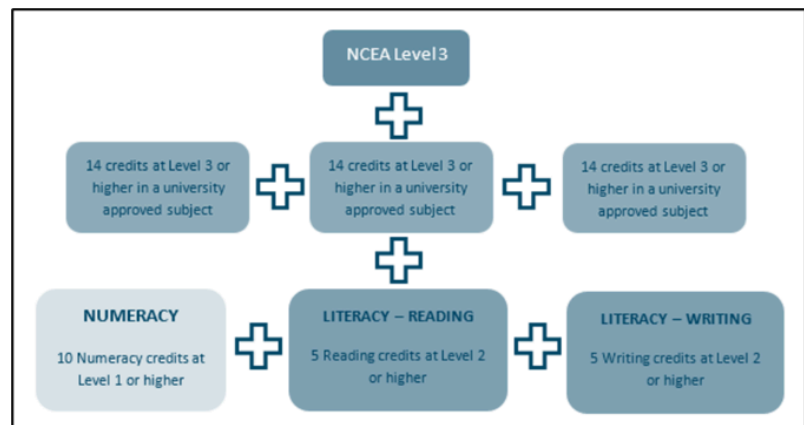 NCEA Level 3
14 credits at Level 3 or
higher in a university
approved subject
14 credits at Level 3 or
higher in a university
approved subject
14 credits at Level 3 or
higher in a university
approved subject
NUMERACY
10 Numeracy credits at
Level 1 or higher
LITERACY – READING
5 Reading credits at Level 2
or higher
LITERACY – WRITING
5 Writing credits at Level 2
or higher